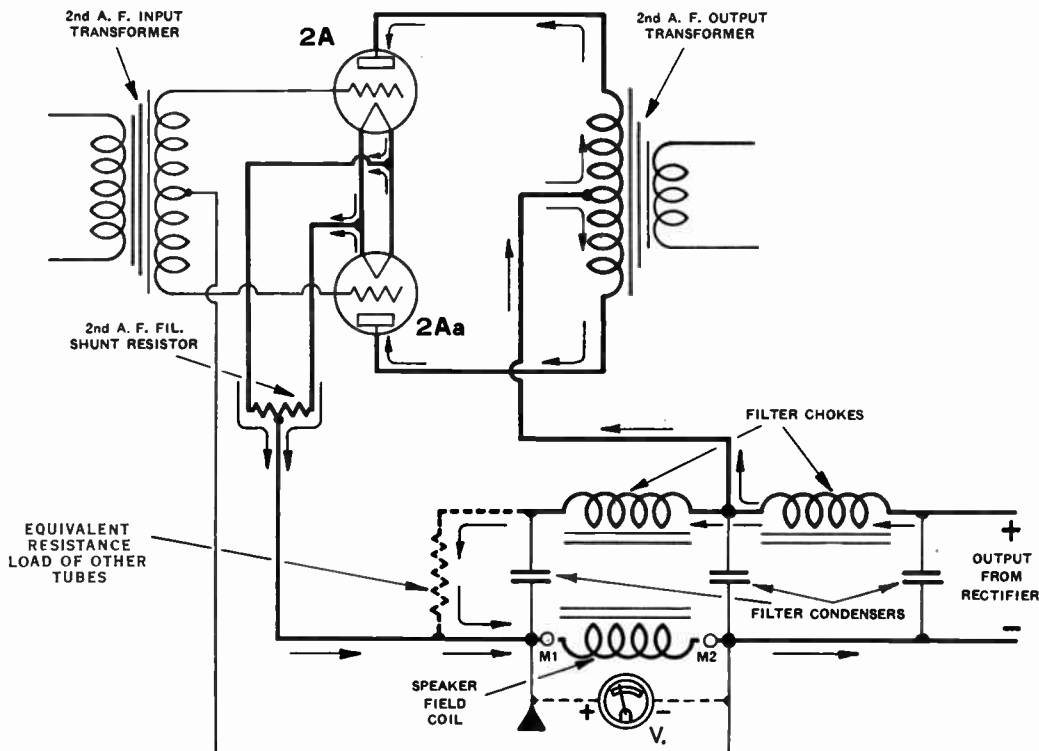 2nd A. F. INPUT
TRANSFORMER
2A
2nd A. F. OUTPUT
TRANSFORMER
2Aa
2nd A. F. FIL.
SHUNT RESISTOR
FILTER CHOKES
EQUIVALENT
RESISTANCE
LOAD OF OTHER
TUBES
+
OUTPUT
FROM
RECTIFIER
FILTER CONDENSERS
−
M1
M2
SPEAKER
FIELD
COIL
+
−
V.